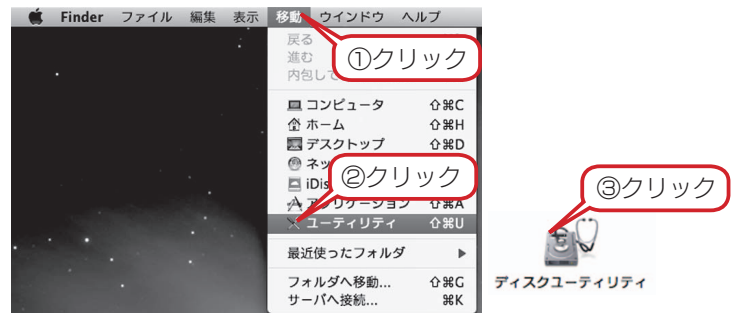 Finder ファイル 編集 表示 移動 ウインドウ ヘルプ
①クリック
戻る
進む
内包して
コンピュータ ⇧⌘C
ホーム ⇧⌘H
デスクトップ ⇧⌘D
②クリック
iDis
アプリケーション ⇧⌘A
ユーティリティ ⇧⌘U
最近使ったフォルダ ▶
フォルダへ移動... ⇧⌘G
サーバへ接続... ⌘K
③クリック
ディスクユーティリティ